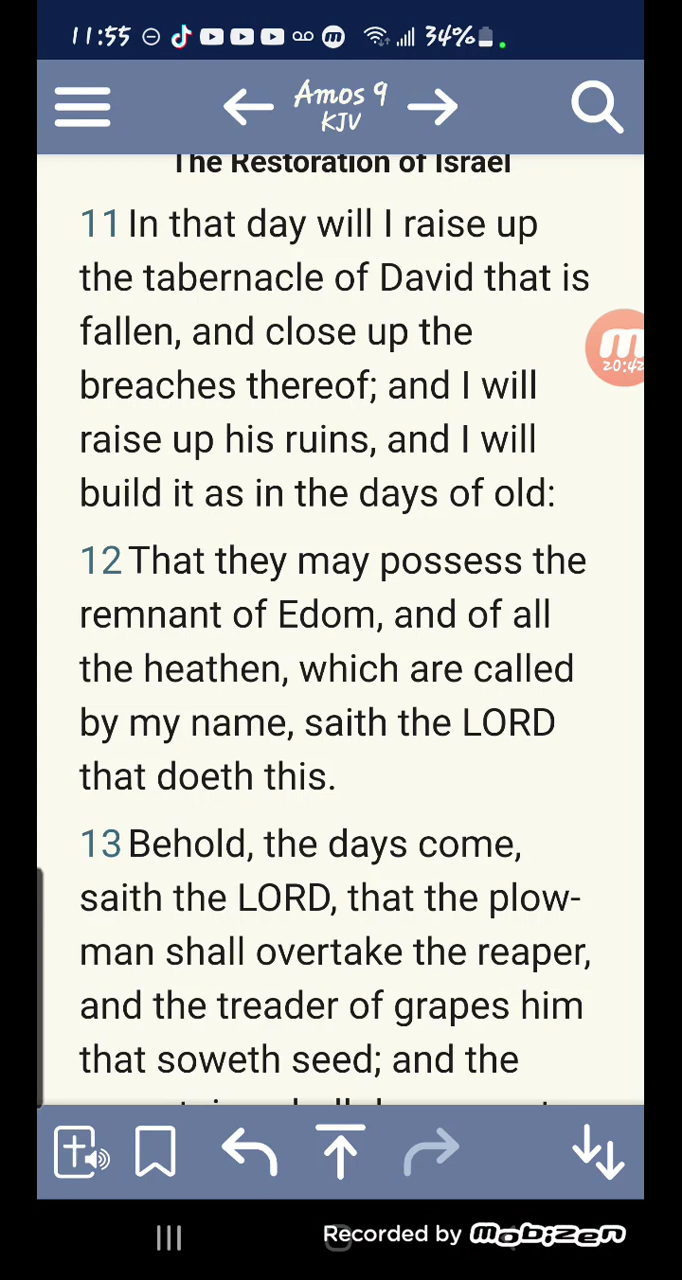 11:55 34%
Amos 9
KJV
The Restoration of Israel
11 In that day will I raise up
the tabernacle of David that is
fallen, and close up the
breaches thereof; and I will
raise up his ruins, and I will
build it as in the days of old:
m
20:42
12 That they may possess the
remnant of Edom, and of all
the heathen, which are called
by my name, saith the LORD
that doeth this.
13 Behold, the days come,
saith the LORD, that the plow-
man shall overtake the reaper,
and the treader of grapes him
that soweth seed; and the
Recorded by mobizen